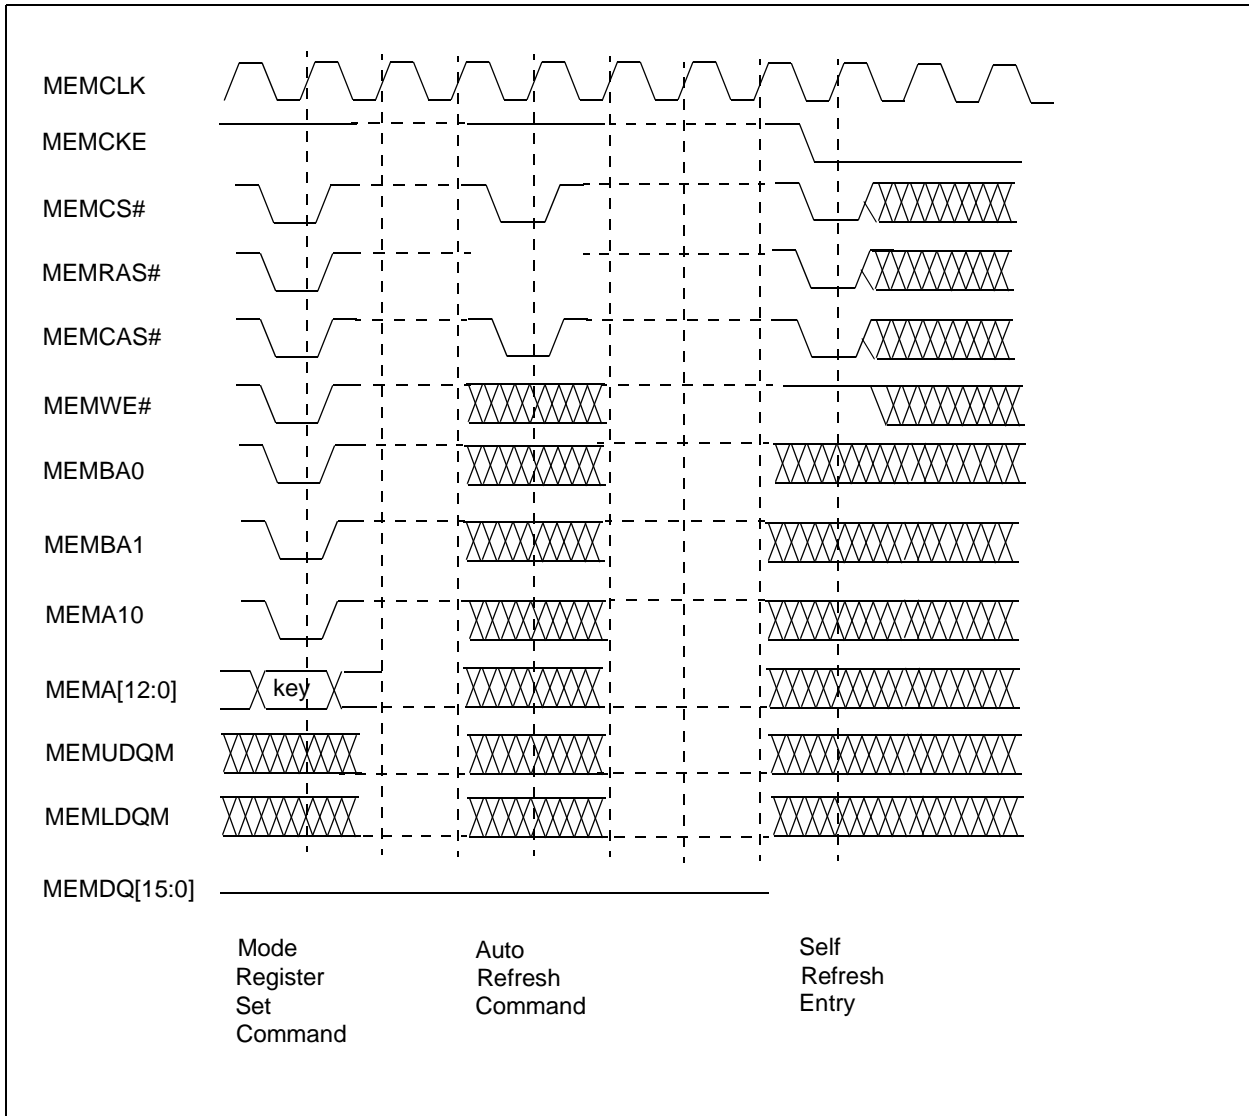 MEMCLK
MEMCKE
MEMCS#
MEMRAS#
MEMCAS#
MEMWE#
MEMBA0
MEMBA1
MEMA10
MEMA[12:0]
key
MEMUDQM
MEMLDQM
MEMDQ[15:0]
Mode
Register
Set
Command
Auto
Refresh
Command
Self
Refresh
Entry